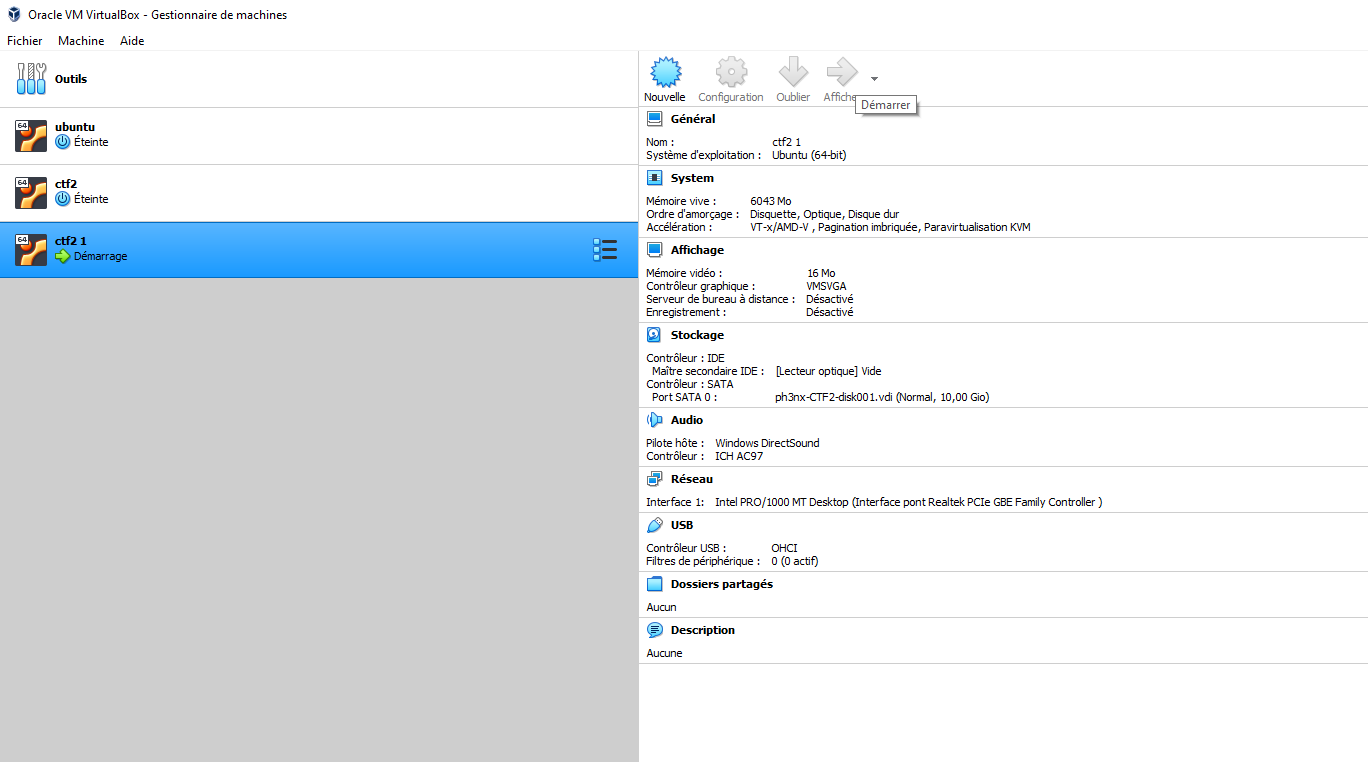 Oracle VM VirtualBox - Gestionnaire de machines
Fichier Machine Aide
Outils
64
ubuntu
Éteinte
64
ctf2
Éteinte
64
ctf2 1
Démarrage
Nouvelle Configuration Oublier Affiche
Démarrer
Général
Nom : ctf2 1
Système d'exploitation : Ubuntu (64-bit)
System
Mémoire vive : 6043 Mo
Ordre d'amorçage : Disquette, Optique, Disque dur
Accélération : VT-x/AMD-V , Pagination imbriquée, Paravirtualisation KVM
Affichage
Mémoire vidéo : 16 Mo
Contrôleur graphique : VMSVGA
Serveur de bureau à distance : Désactivé
Enregistrement : Désactivé
Stockage
Contrôleur : IDE
Maître secondaire IDE : [Lecteur optique] Vide
Contrôleur : SATA
Port SATA 0 : ph3nx-CTF2-disk001.vdi (Normal, 10,00 Gio)
Audio
Pilote hôte : Windows DirectSound
Contrôleur : ICH AC97
Réseau
Interface 1: Intel PRO/1000 MT Desktop (Interface pont Realtek PCIe GBE Family Controller )
USB
Contrôleur USB : OHCI
Filtres de périphérique : 0 (0 actif)
Dossiers partagés
Aucun
Description
Aucune